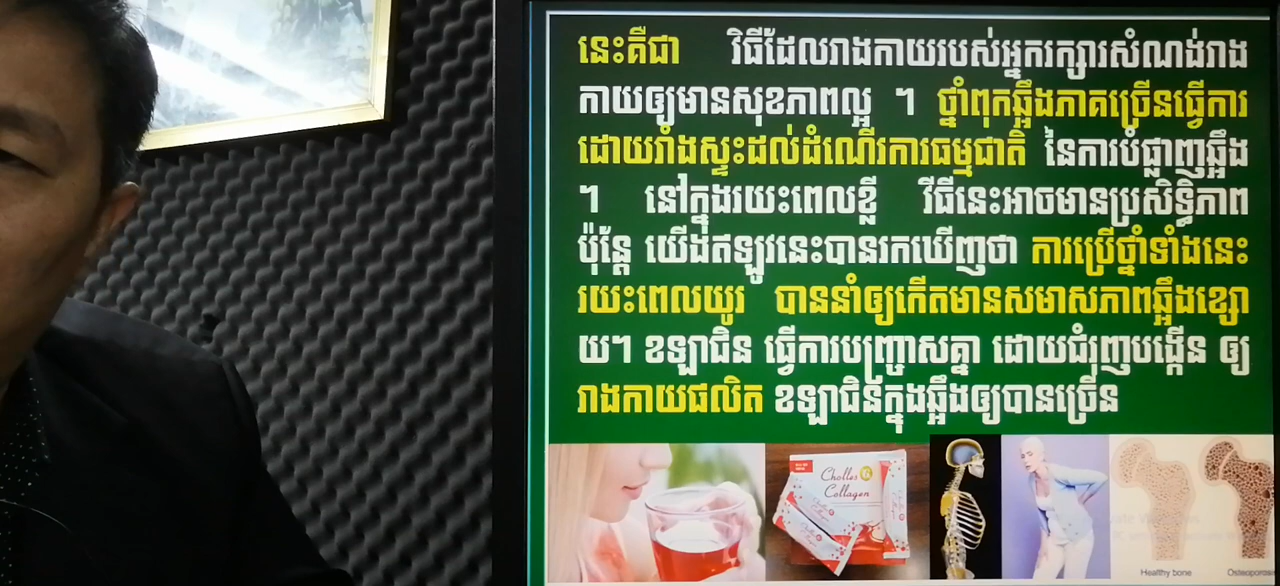 នេះគឺជា វិធីដែលរាងកាយរបស់អ្នករក្សារសំណង់រាង
កាយឲ្យមានសុខភាពល្អ ។ ថ្នាំពុកឆ្អឹងភាគច្រើនធ្វើការ
ដោយរាំងស្ទះដល់ដំណើរការធម្មជាតិ នៃការបំផ្លាញឆ្អឹង
។ នៅក្នុងរយះពេលខ្លី វីធីនេះអាចមានប្រសិទ្ធិភាព
ប៉ុន្តែ យើងឥឡូវនេះបានរកឃើញថា ការប្រើថ្នាំទាំងនេះ
រយះពេលយូរ បាននាំឲ្យកើតមានសមាសភាពឆ្អឹងខ្សោ
យ។ ខឡាជិន ធ្វើការបញ្ច្រាសគ្នា ដោយជំរុញបង្កើន ឲ្យ
រាងកាយផលិត ខឡាជិនក្នុងឆ្អឹងឲ្យបានច្រើន
Cholles 6
Collagen
Healthy bone
Osteoporos